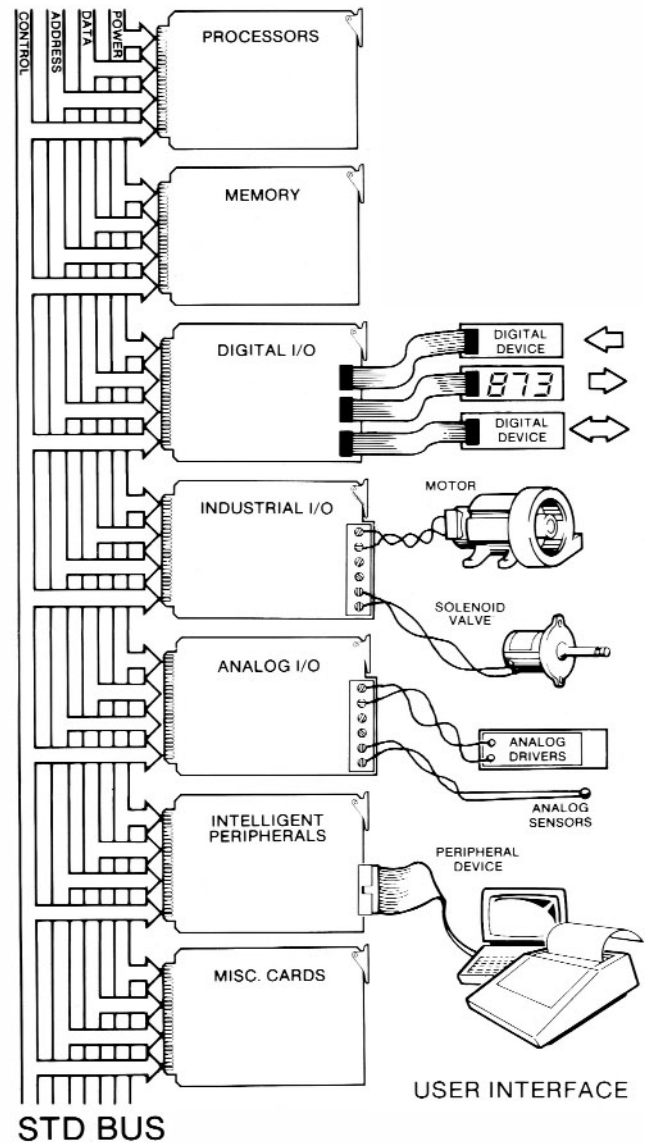 CONTROL
ADDRESS
DATA
POWER
PROCESSORS
MEMORY
DIGITAL I/O
DIGITAL
DEVICE
873
DIGITAL
DEVICE
INDUSTRIAL I/O
MOTOR
SOLENOID
VALVE
ANALOG I/O
ANALOG
DRIVERS
ANALOG
SENSORS
INTELLIGENT
PERIPHERALS
PERIPHERAL
DEVICE
MISC. CARDS
USER INTERFACE
STD BUS